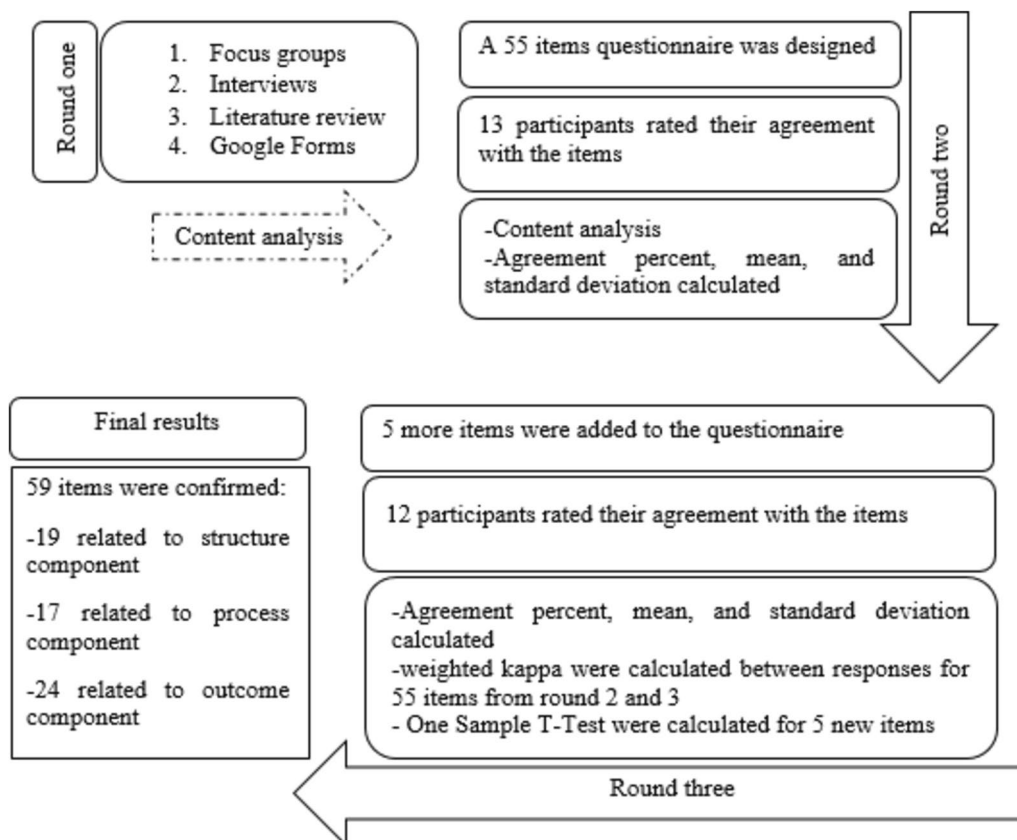 Round one
1. Focus groups
2. Interviews
3. Literature review
4. Google Forms
Content analysis
A 55 items questionnaire was designed
13 participants rated their agreement
with the items
-Content analysis
-Agreement percent, mean, and
standard deviation calculated
Round two
5 more items were added to the questionnaire
12 participants rated their agreement with the items
-Agreement percent, mean, and standard deviation
calculated
-weighted kappa were calculated between responses for
55 items from round 2 and 3
- One Sample T-Test were calculated for 5 new items
Round three
Final results
59 items were confirmed:
-19 related to structure
component
-17 related to process
component
-24 related to outcome
component